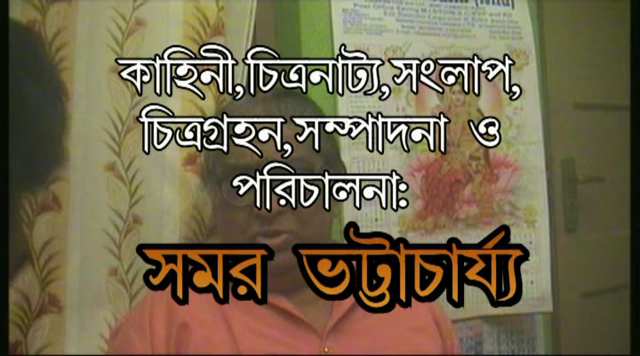 কাহিনী,চিত্রনাট্য,সংলাপ,
চিত্রগ্রহন,সম্পাদনা ও
পরিচালনা:
সমর ভট্টাচার্য্য